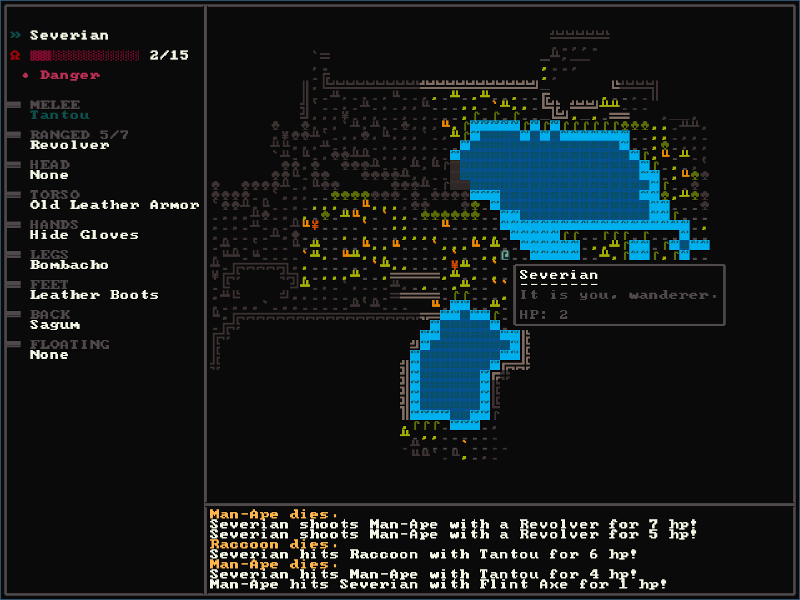 » Severian
2/15
• Danger
MELEE
Tantou
RANGED 5/7
Revolver
HEAD
None
TORSO
Old Leather Armor
HANDS
Hide Gloves
LEGS
Bombacho
FEET
Leather Boots
BACK
Sagum
FLOATING
None
Severian
It is you, wanderer.
HP: 2
Man-Ape dies.
Severian shoots Man-Ape with a Revolver for 7 hp!
Severian shoots Man-Ape with a Revolver for 5 hp!
Raccoon dies.
Severian hits Raccoon with Tantou for 6 hp!
Man-Ape dies.
Severian hits Man-Ape with Tantou for 4 hp!
Man-Ape hits Severian with Flint Axe for 1 hp!